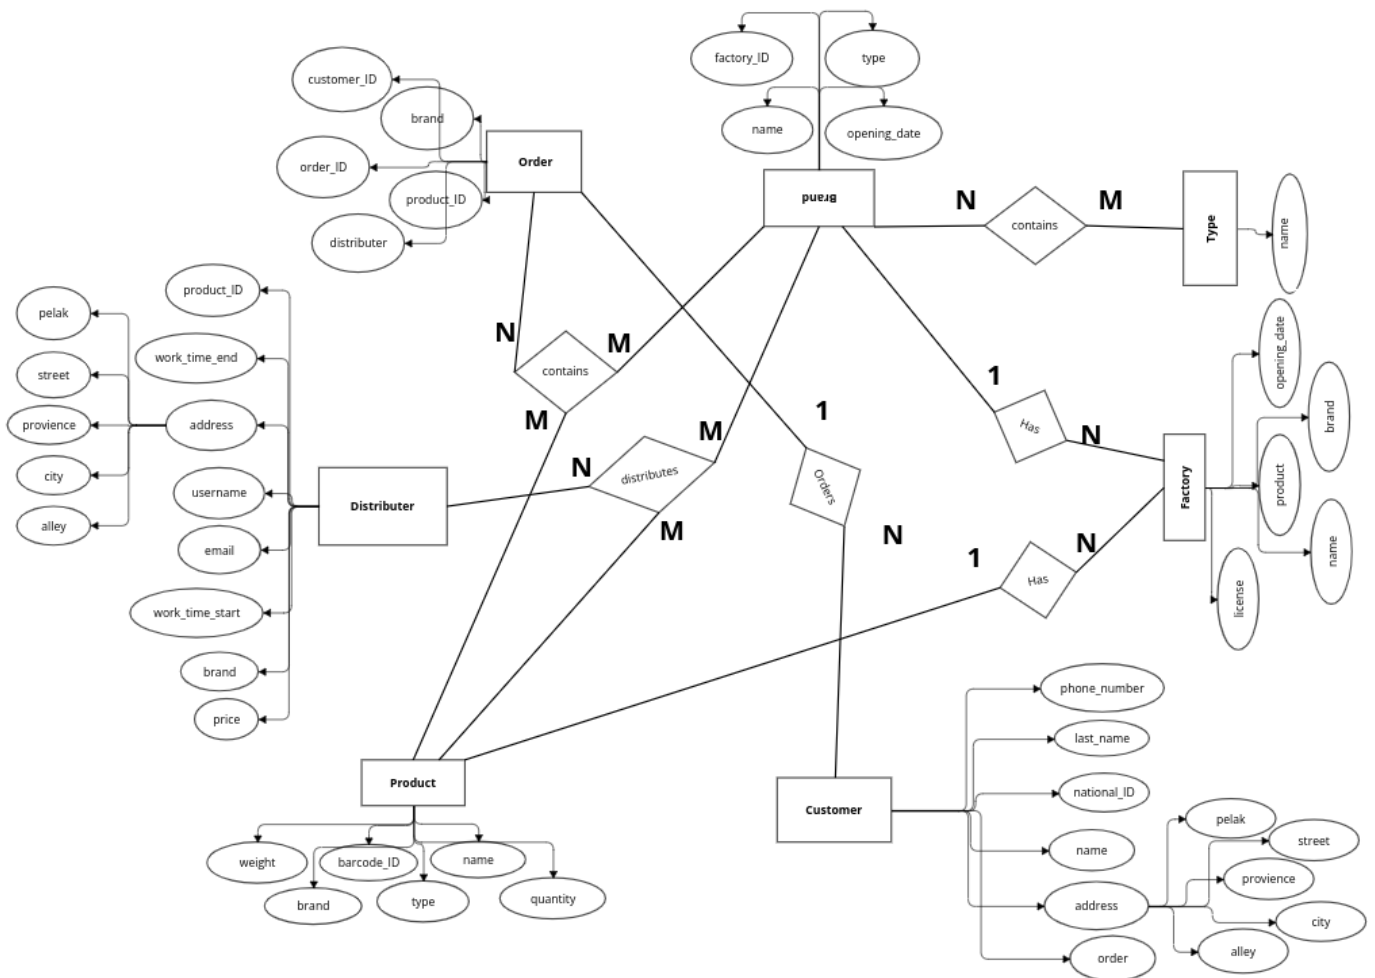 factory_ID
type
customer_ID
brand
name
opening_date
Order
order_ID
product_ID
Brand
N
contains
M
Type
name
distributer
product_ID
pelak
work_time_end
N
M
contains
opening_date
street
1
brand
address
provience
M
1
M
Has
N
city
N
distributes
Orders
product
Factory
username
Distributer
alley
M
N
name
email
1
N
Has
work_time_start
license
brand
phone_number
price
last_name
Product
national_ID
Customer
pelak
street
weight
barcode_ID
name
name
provience
brand
type
quantity
address
city
order
alley